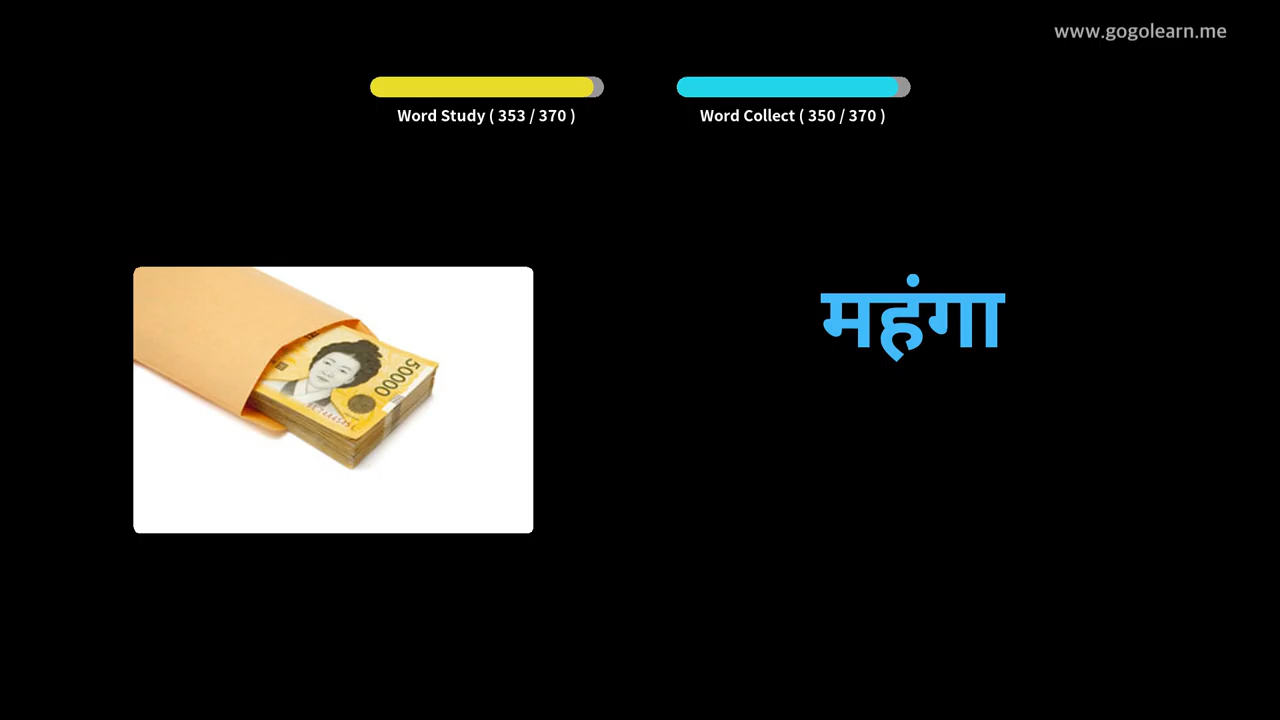 www.gogolearn.me
Word Study ( 353 / 370 )
Word Collect ( 350 / 370 )
महंगा
50000